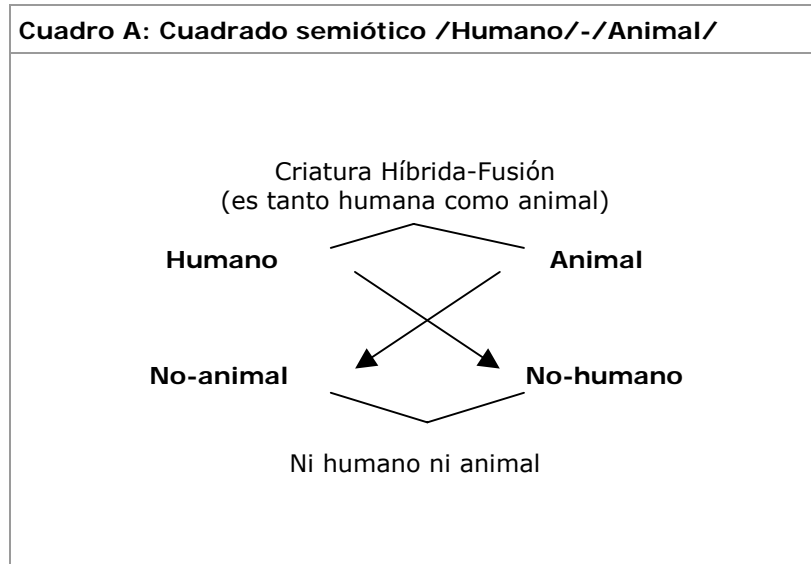 Cuadro A: Cuadrado semiótico /Humano/-/Animal/
Criatura Híbrida-Fusión
(es tanto humana como animal)
Humano Animal
No-animal No-humano
Ni humano ni animal